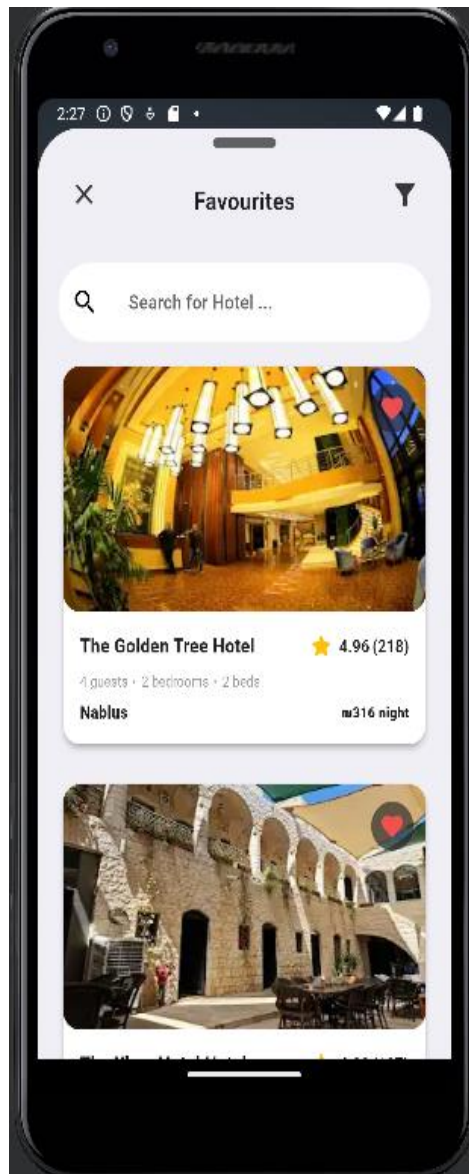 2:27
Favourites
Search for Hotel ...
The Golden Tree Hotel 4.96 (218)
4 guests · 2 bedrooms · 2 beds
Nablus ₪316 night